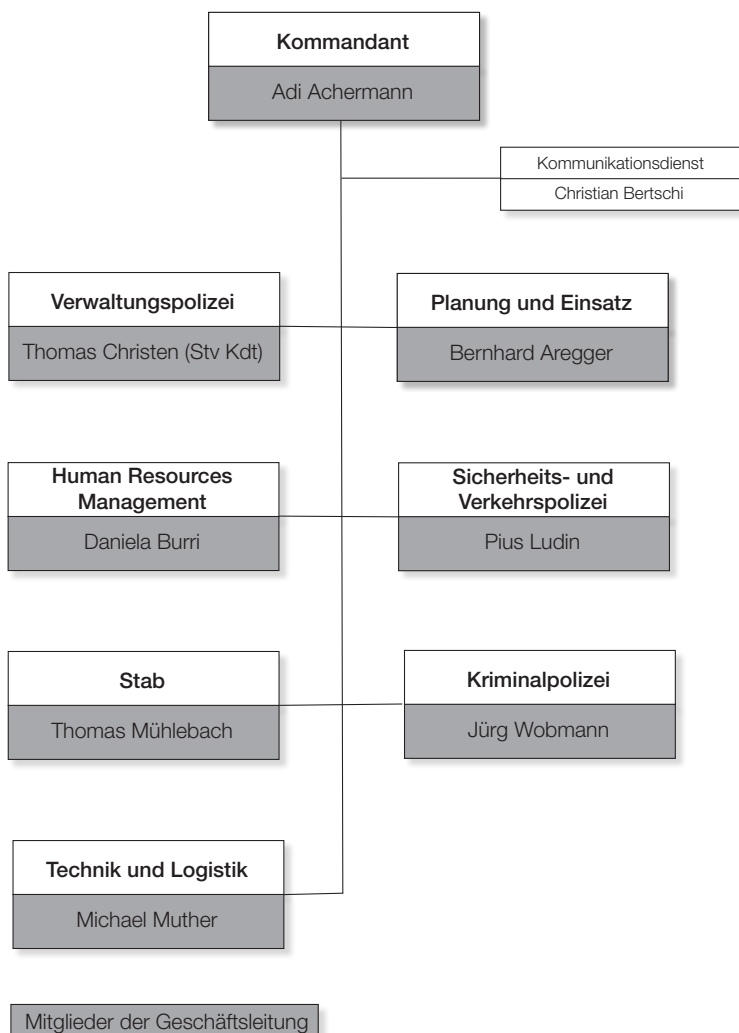 Kommandant
Adi Achermann
Kommunikationsdienst
Christian Bertschi
Verwaltungspolizei
Thomas Christen (Stv Kdt)
Planung und Einsatz
Bernhard Aregger
Human Resources
Management
Daniela Burri
Sicherheits- und
Verkehrspolizei
Pius Ludin
Stab
Thomas Mühlebach
Kriminalpolizei
Jürg Wobmann
Technik und Logistik
Michael Muther
Mitglieder der Geschäftsleitung